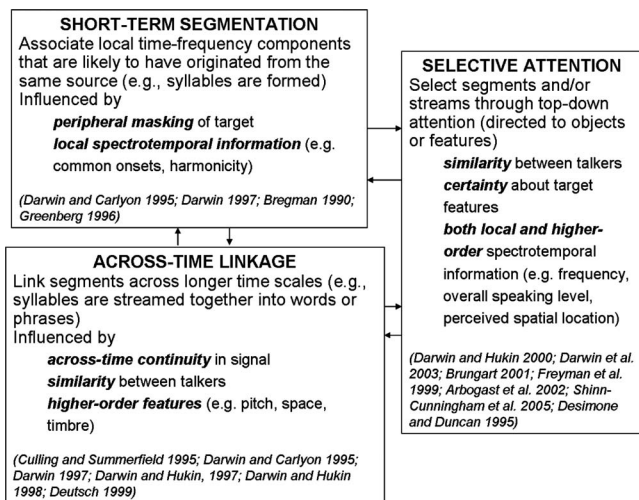 SHORT-TERM SEGMENTATION
Associate local time-frequency components
that are likely to have originated from the
same source (e.g., syllables are formed)
Influenced by
peripheral masking of target
local spectrotemporal information (e.g.
common onsets, harmonicity)
(Darwin and Carlyon 1995; Darwin 1997; Bregman 1990;
Greenberg 1996)
ACROSS-TIME LINKAGE
Link segments across longer time scales (e.g.,
syllables are streamed together into words or
phrases)
Influenced by
across-time continuity in signal
similarity between talkers
higher-order features (e.g. pitch, space,
timbre)
(Culling and Summerfield 1995; Darwin and Carlyon 1995;
Darwin 1997; Darwin and Hukin, 1997; Darwin and Hukin
1998; Deutsch 1999)
SELECTIVE ATTENTION
Select segments and/or
streams through top-down
attention (directed to objects
or features)
similarity between talkers
certainty about target
features
both local and higher-
order spectrotemporal
information (e.g. frequency,
overall speaking level,
perceived spatial location)
(Darwin and Hukin 2000; Darwin et al.
2003; Brungart 2001; Freyman et al.
1999; Arbogast et al. 2002; Shinn-
Cunningham et al. 2005; Desimone
and Duncan 1995)